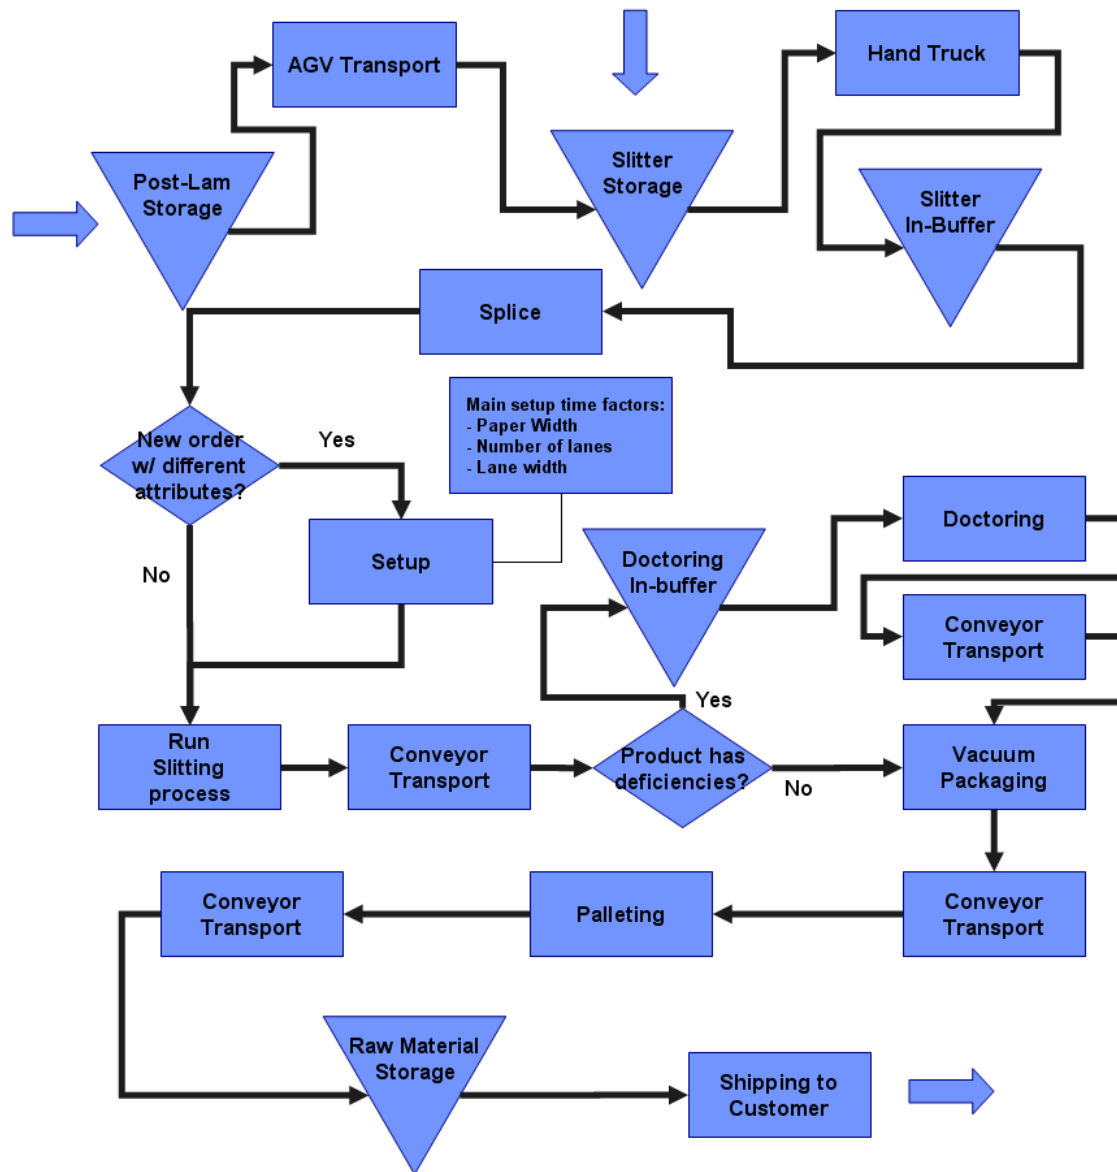 AGV Transport
Hand Truck
Post-Lam
Storage
Slitter
Storage
Slitter
In-Buffer
Splice
Main setup time factors:
- Paper Width
- Number of lanes
- Lane width
New order
w/ different
attributes?
Yes
No
Setup
Doctoring
In-buffer
Doctoring
Conveyor
Transport
Yes
Run
Slitting
process
Conveyor
Transport
Product has
deficiencies?
No
Vacuum
Packaging
Conveyor
Transport
Palleting
Conveyor
Transport
Raw Material
Storage
Shipping to
Customer